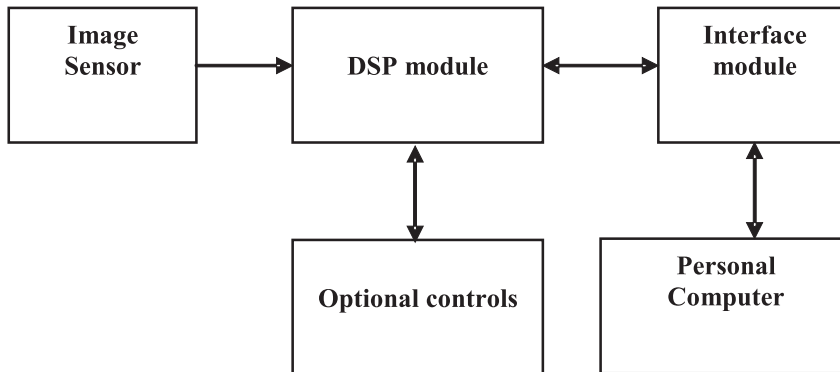 Image
Sensor
DSP module
Interface
module
Optional controls
Personal
Computer